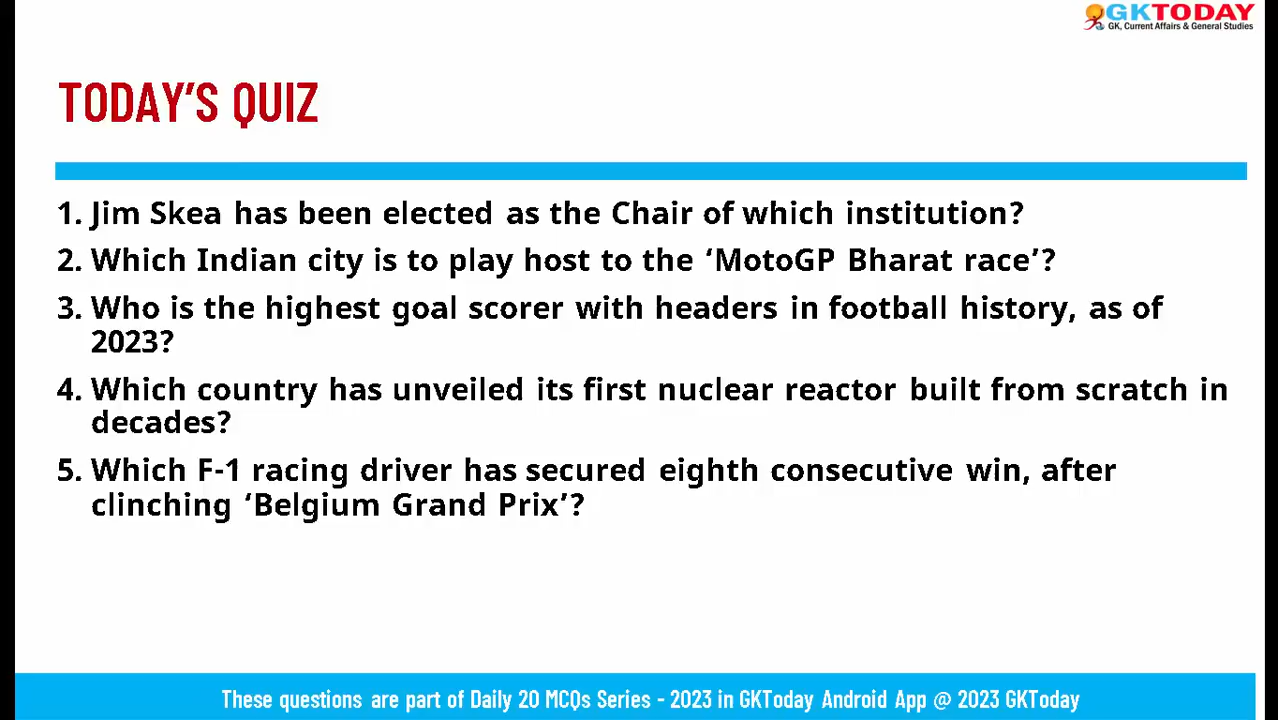 GKTODAY
GK, Current Affairs & General Studies
TODAY’S QUIZ
1. Jim Skea has been elected as the Chair of which institution?
2. Which Indian city is to play host to the ‘MotoGP Bharat race’?
3. Who is the highest goal scorer with headers in football history, as of
2023?
4. Which country has unveiled its first nuclear reactor built from scratch in
decades?
5. Which F-1 racing driver has secured eighth consecutive win, after
clinching ‘Belgium Grand Prix’?
These questions are part of Daily 20 MCQs Series - 2023 in GKToday Android App @ 2023 GKToday